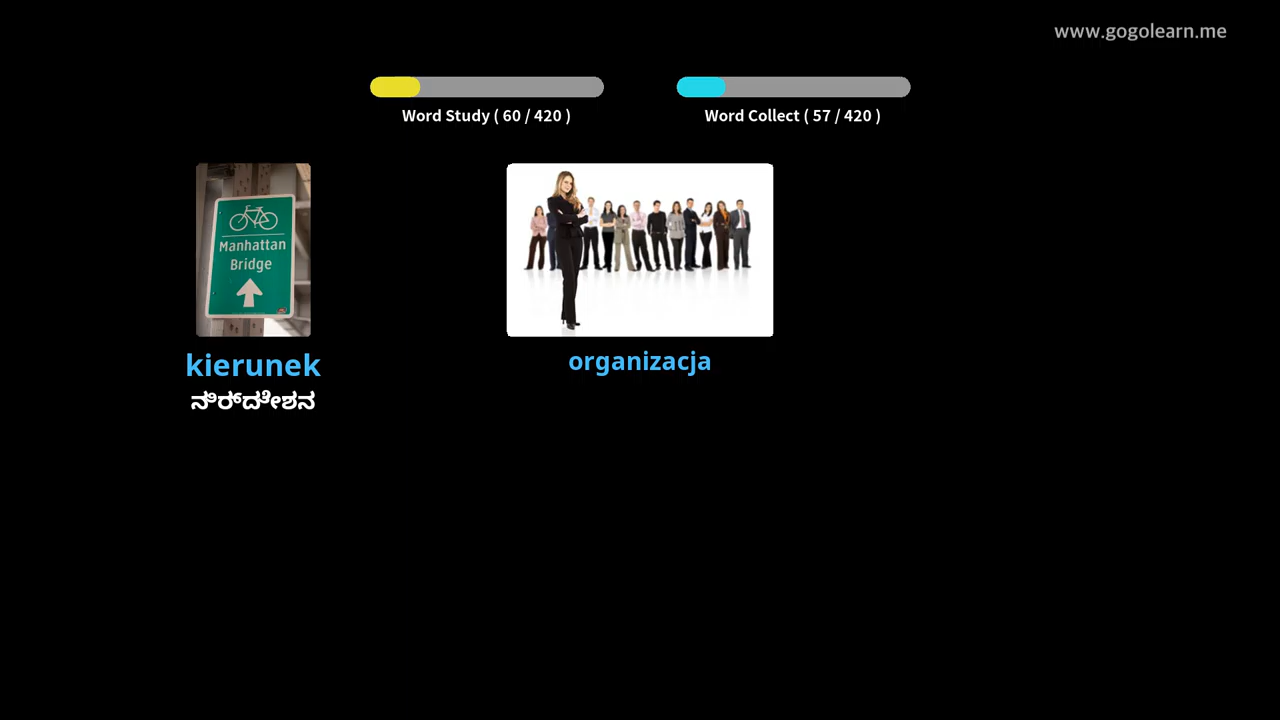 www.gogolearn.me
Word Study ( 60 / 420 )
Word Collect ( 57 / 420 )
Manhattan
Bridge
kierunek
ನಿರ್ದೇಶನ
organizacja